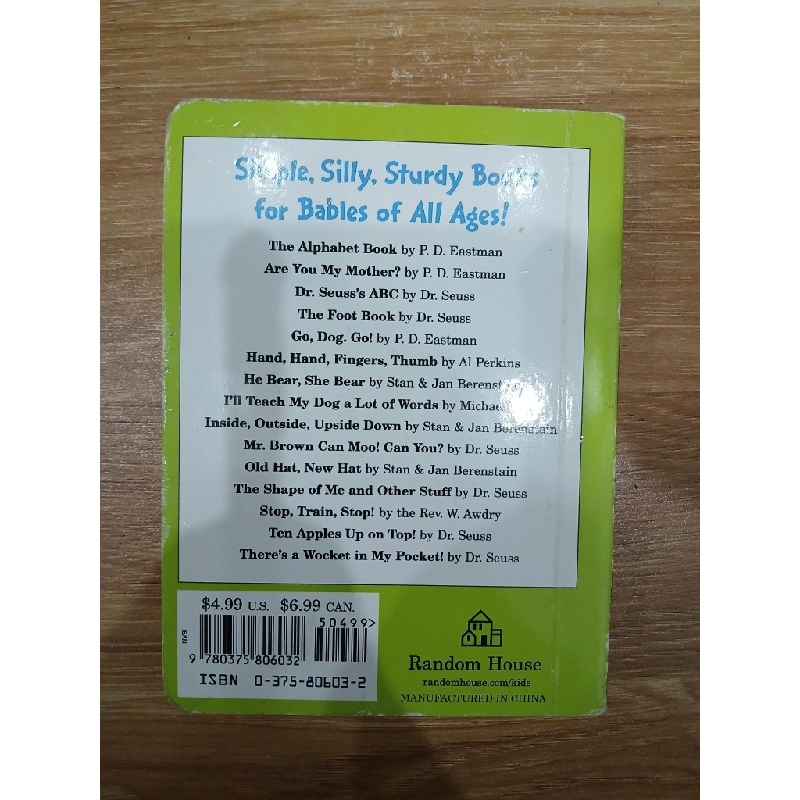 Simple, Silly, Sturdy Books
for Babies of All Ages!
The Alphabet Book by P. D. Eastman
Are You My Mother? by P. D. Eastman
Dr. Seuss's ABC by Dr. Seuss
The Foot Book by Dr. Seuss
Go, Dog. Go! by P. D. Eastman
Hand, Hand, Fingers, Thumb by Al Perkins
He Bear, She Bear by Stan & Jan Berenstain
I'll Teach My Dog a Lot of Words by Michael
Inside, Outside, Upside Down by Stan & Jan Berenstain
Mr. Brown Can Moo! Can You? by Dr. Seuss
Old Hat, New Hat by Stan & Jan Berenstain
The Shape of Me and Other Stuff by Dr. Seuss
Stop, Train, Stop! by the Rev. W. Awdry
Ten Apples Up on Top! by Dr. Seuss
There's a Wocket in My Pocket! by Dr. Seuss
$4.99 U.S. $6.99 CAN.
50499>
EAN
9 780375 806032
ISBN 0-375-80603-2
Random House
randomhouse.com/kids
MANUFACTURED IN CHINA